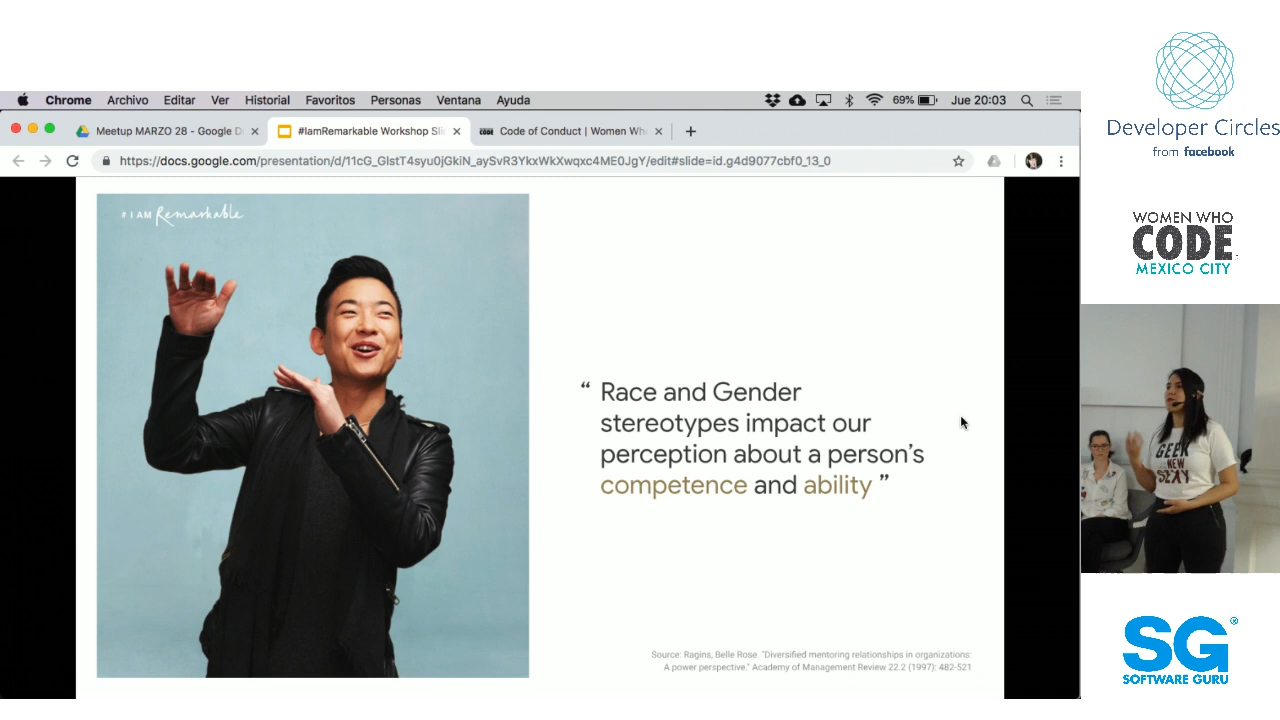 Developer Circles
from facebook
Chrome Archivo Editar Ver Historial Favoritos Personas Ventana Ayuda 69% Jue 20:03
Meetup MARZO 28 - Google D #IamRemarkable Workshop Sli Code of Conduct | Women Wh
https://docs.google.com/presentation/d/11cG_GlstT4syu0jGkiN_aySvR3YkxWkXwqxc4ME0JgY/edit#slide=id.g4d9077cbf0_13_0
# I AM Remarkable
“ Race and Gender
stereotypes impact our
perception about a person’s
competence and ability ”
Source: Ragins, Belle Rose. "Diversified mentoring relationships in organizations:
A power perspective." Academy of Management Review 22.2 (1997): 482-521
WOMEN WHO
CODE
MEXICO CITY
GEEK
NEW
SEXY
SG®
SOFTWARE GURU